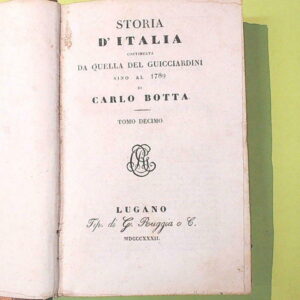 STORIA
D' ITALIA
CONTINUATA
DA QUELLA DEL GUICCIARDINI
SINO AL 1789
DI
CARLO BOTTA
TOMO DECIMO
LUGANO
Tip. di G. Ruggia e C.
MDCCCXXXII.